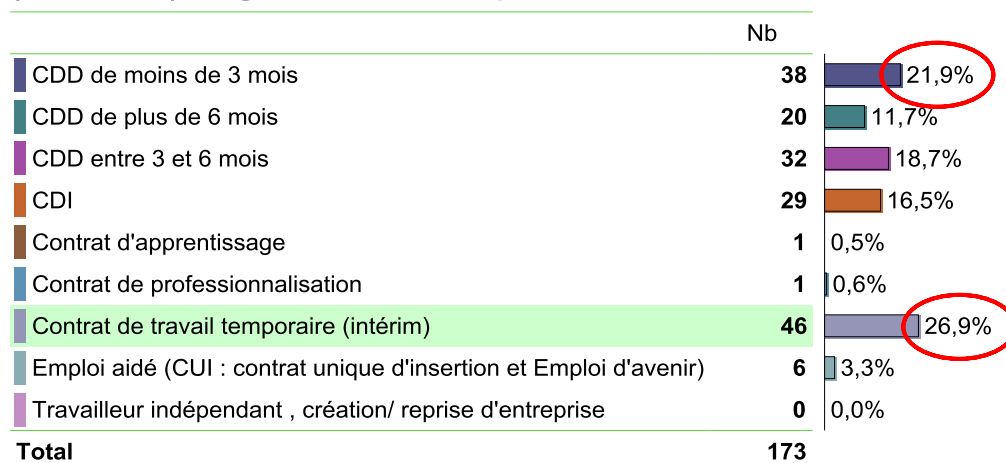 Nb
CDD de moins de 3 mois 38 21,9%
CDD de plus de 6 mois 20 11,7%
CDD entre 3 et 6 mois 32 18,7%
CDI 29 16,5%
Contrat d'apprentissage 1 0,5%
Contrat de professionnalisation 1 0,6%
Contrat de travail temporaire (intérim) 46 26,9%
Emploi aidé (CUI : contrat unique d'insertion et Emploi d'avenir) 6 3,3%
Travailleur indépendant , création/ reprise d'entreprise 0 0,0%
Total 173